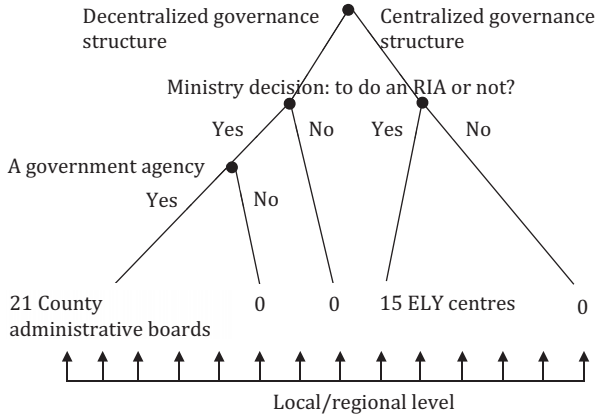 Decentralized governance
structure
Centralized governance
structure
Ministry decision: to do an RIA or not?
Yes
No
Yes
No
A government agency
Yes
No
21 County
administrative boards
0
0
15 ELY centres
0
Local/regional level